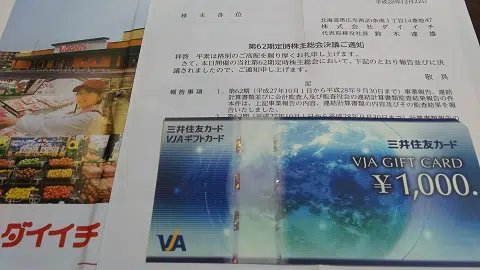 平成28年12月22日
株主各位
北海道帯広市西20条南1丁目14番地47
株式会社ダイイチ
代表取締役社長 鈴木達雄
第62期定時株主総会決議ご通知
拝啓 平素は格別のご高配を賜り厚くお礼申し上げます。
さて、本日開催の当社第62期定時株主総会において、下記のとおり報告並びに決
議されましたので、ご通知申し上げます。
敬具
記
報告事項 1. 第62期(平成27年10月1日から平成28年9月30日まで)事業報告、連結
計算書類並びに会計監査人及び監査役会の連結計算書類監査結果報告の件
本件は、上記事業報告の内容、連結計算書類の内容及びその監査結果を報
告いたしました。
三井住友カード
VJAギフトカード
三井住友カード
VJA GIFT CARD
¥1,000.
VJA
ダイイチ